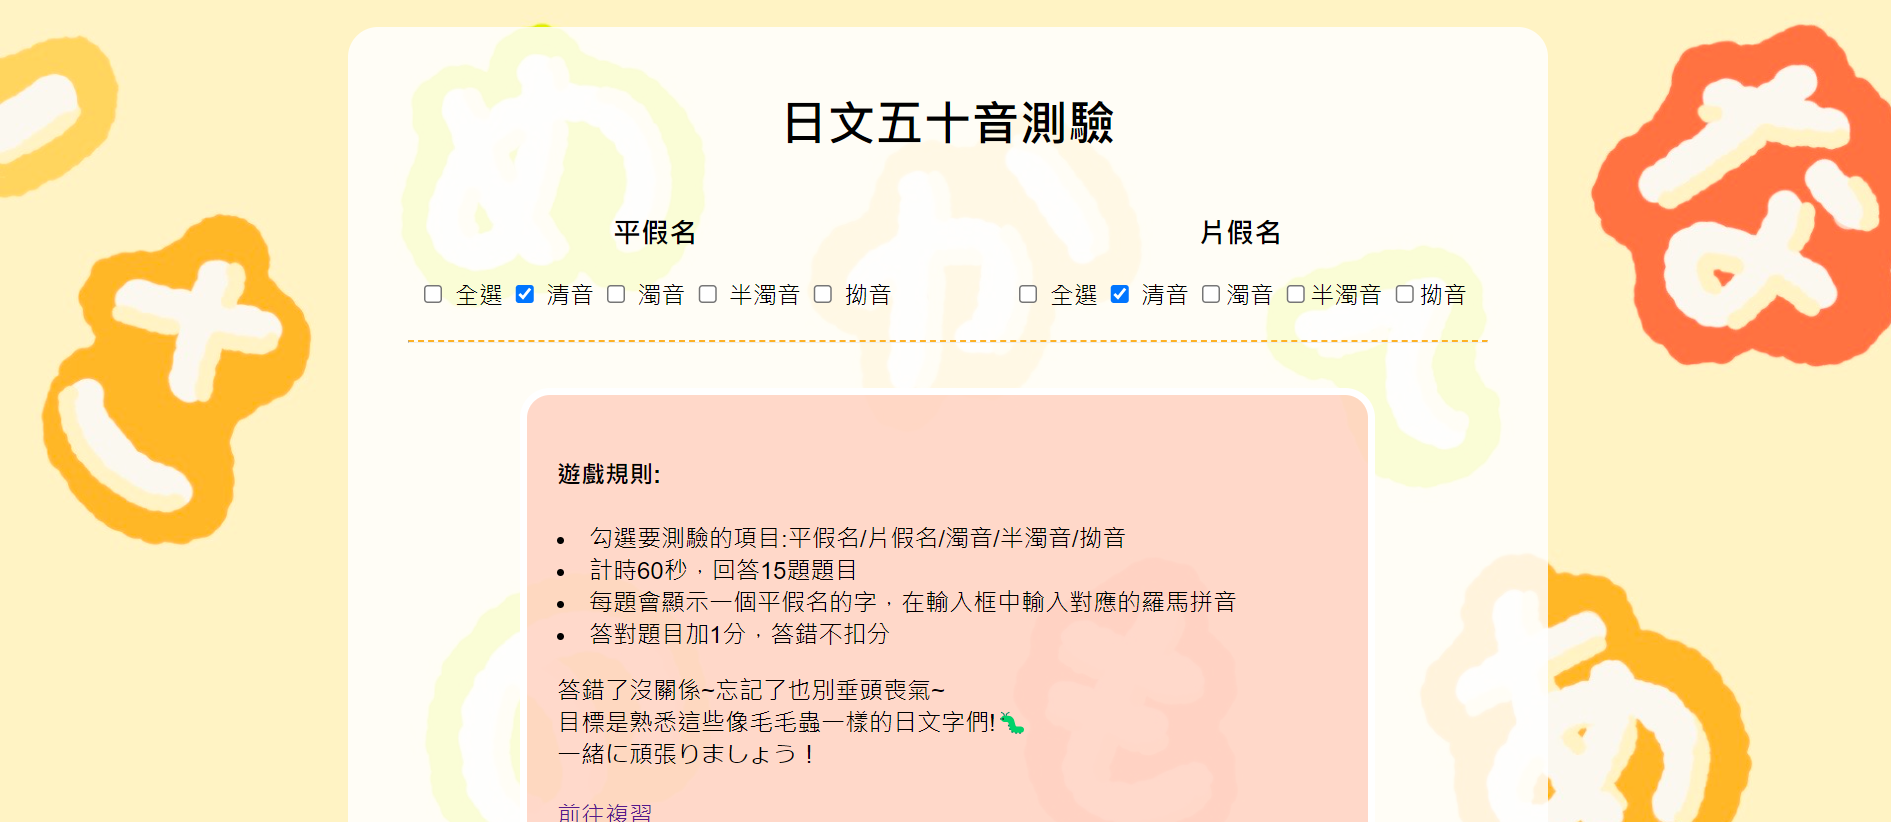 日文五十音測驗
平假名
片假名
全選 清音 濁音 半濁音 拗音
全選 清音 濁音 半濁音 拗音
遊戲規則:
勾選要測驗的項目:平假名/片假名/濁音/半濁音/拗音
計時60秒，回答15題題目
每題會顯示一個平假名的字，在輸入框中輸入對應的羅馬拼音
答對題目加1分，答錯不扣分
答錯了沒關係~忘記了也別垂頭喪氣~
目標是熟悉這些像毛毛蟲一樣的日文字們!🐛
一緒に頑張りましょう！
前往複習
め
か
な
さ
て
も
あ